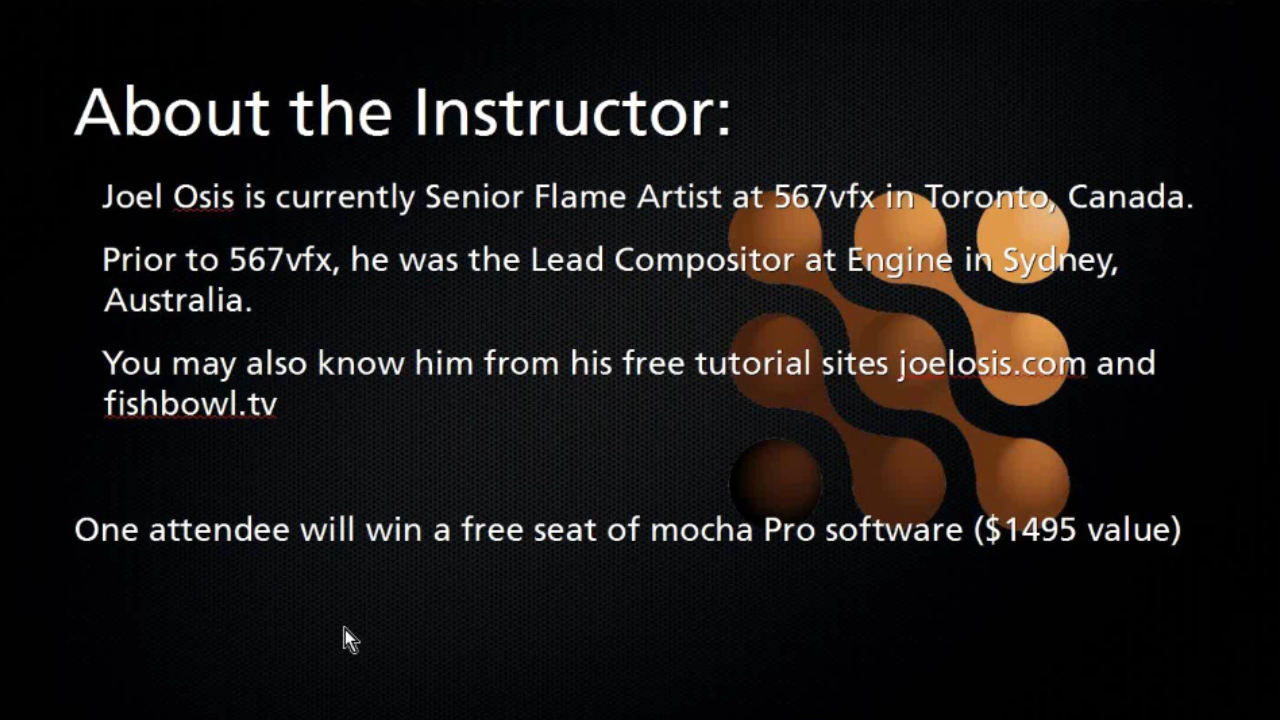 About the Instructor:
Joel Osis is currently Senior Flame Artist at 567vfx in Toronto, Canada.
Prior to 567vfx, he was the Lead Compositor at Engine in Sydney,
Australia.
You may also know him from his free tutorial sites joelosis.com and
fishbowl.tv
One attendee will win a free seat of mocha Pro software ($1495 value)